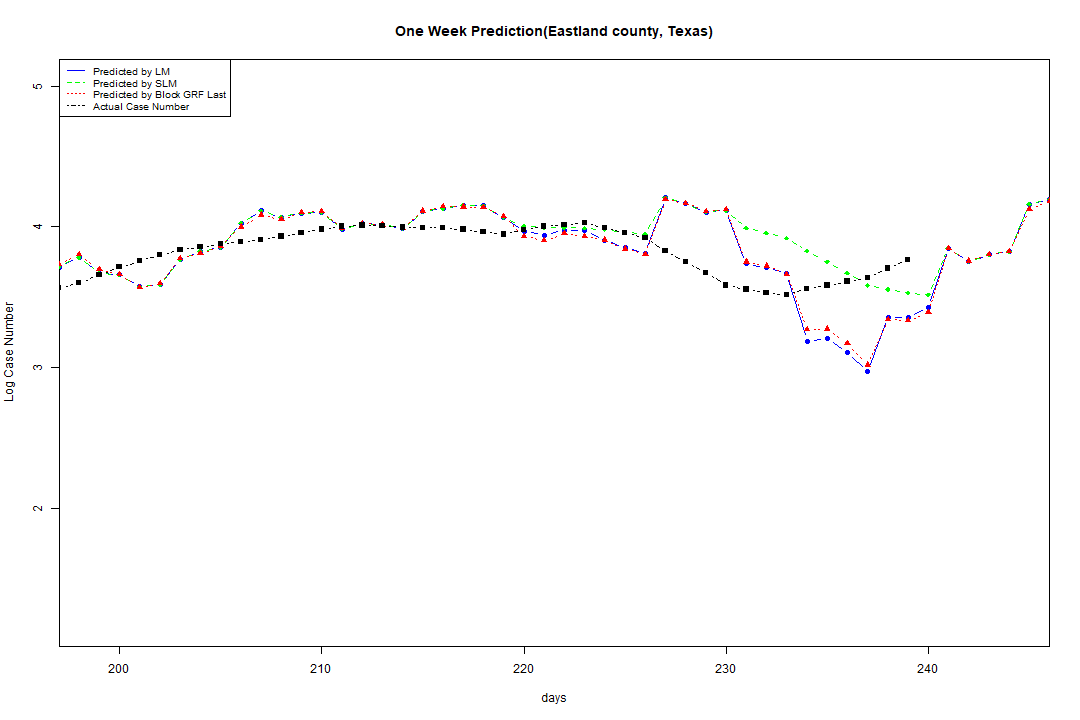 One Week Prediction(Eastland county, Texas)
Predicted by LM
Predicted by SLM
Predicted by Block GRF Last
Actual Case Number
5
4
3
2
Log Case Number
200 210 220 230 240
days